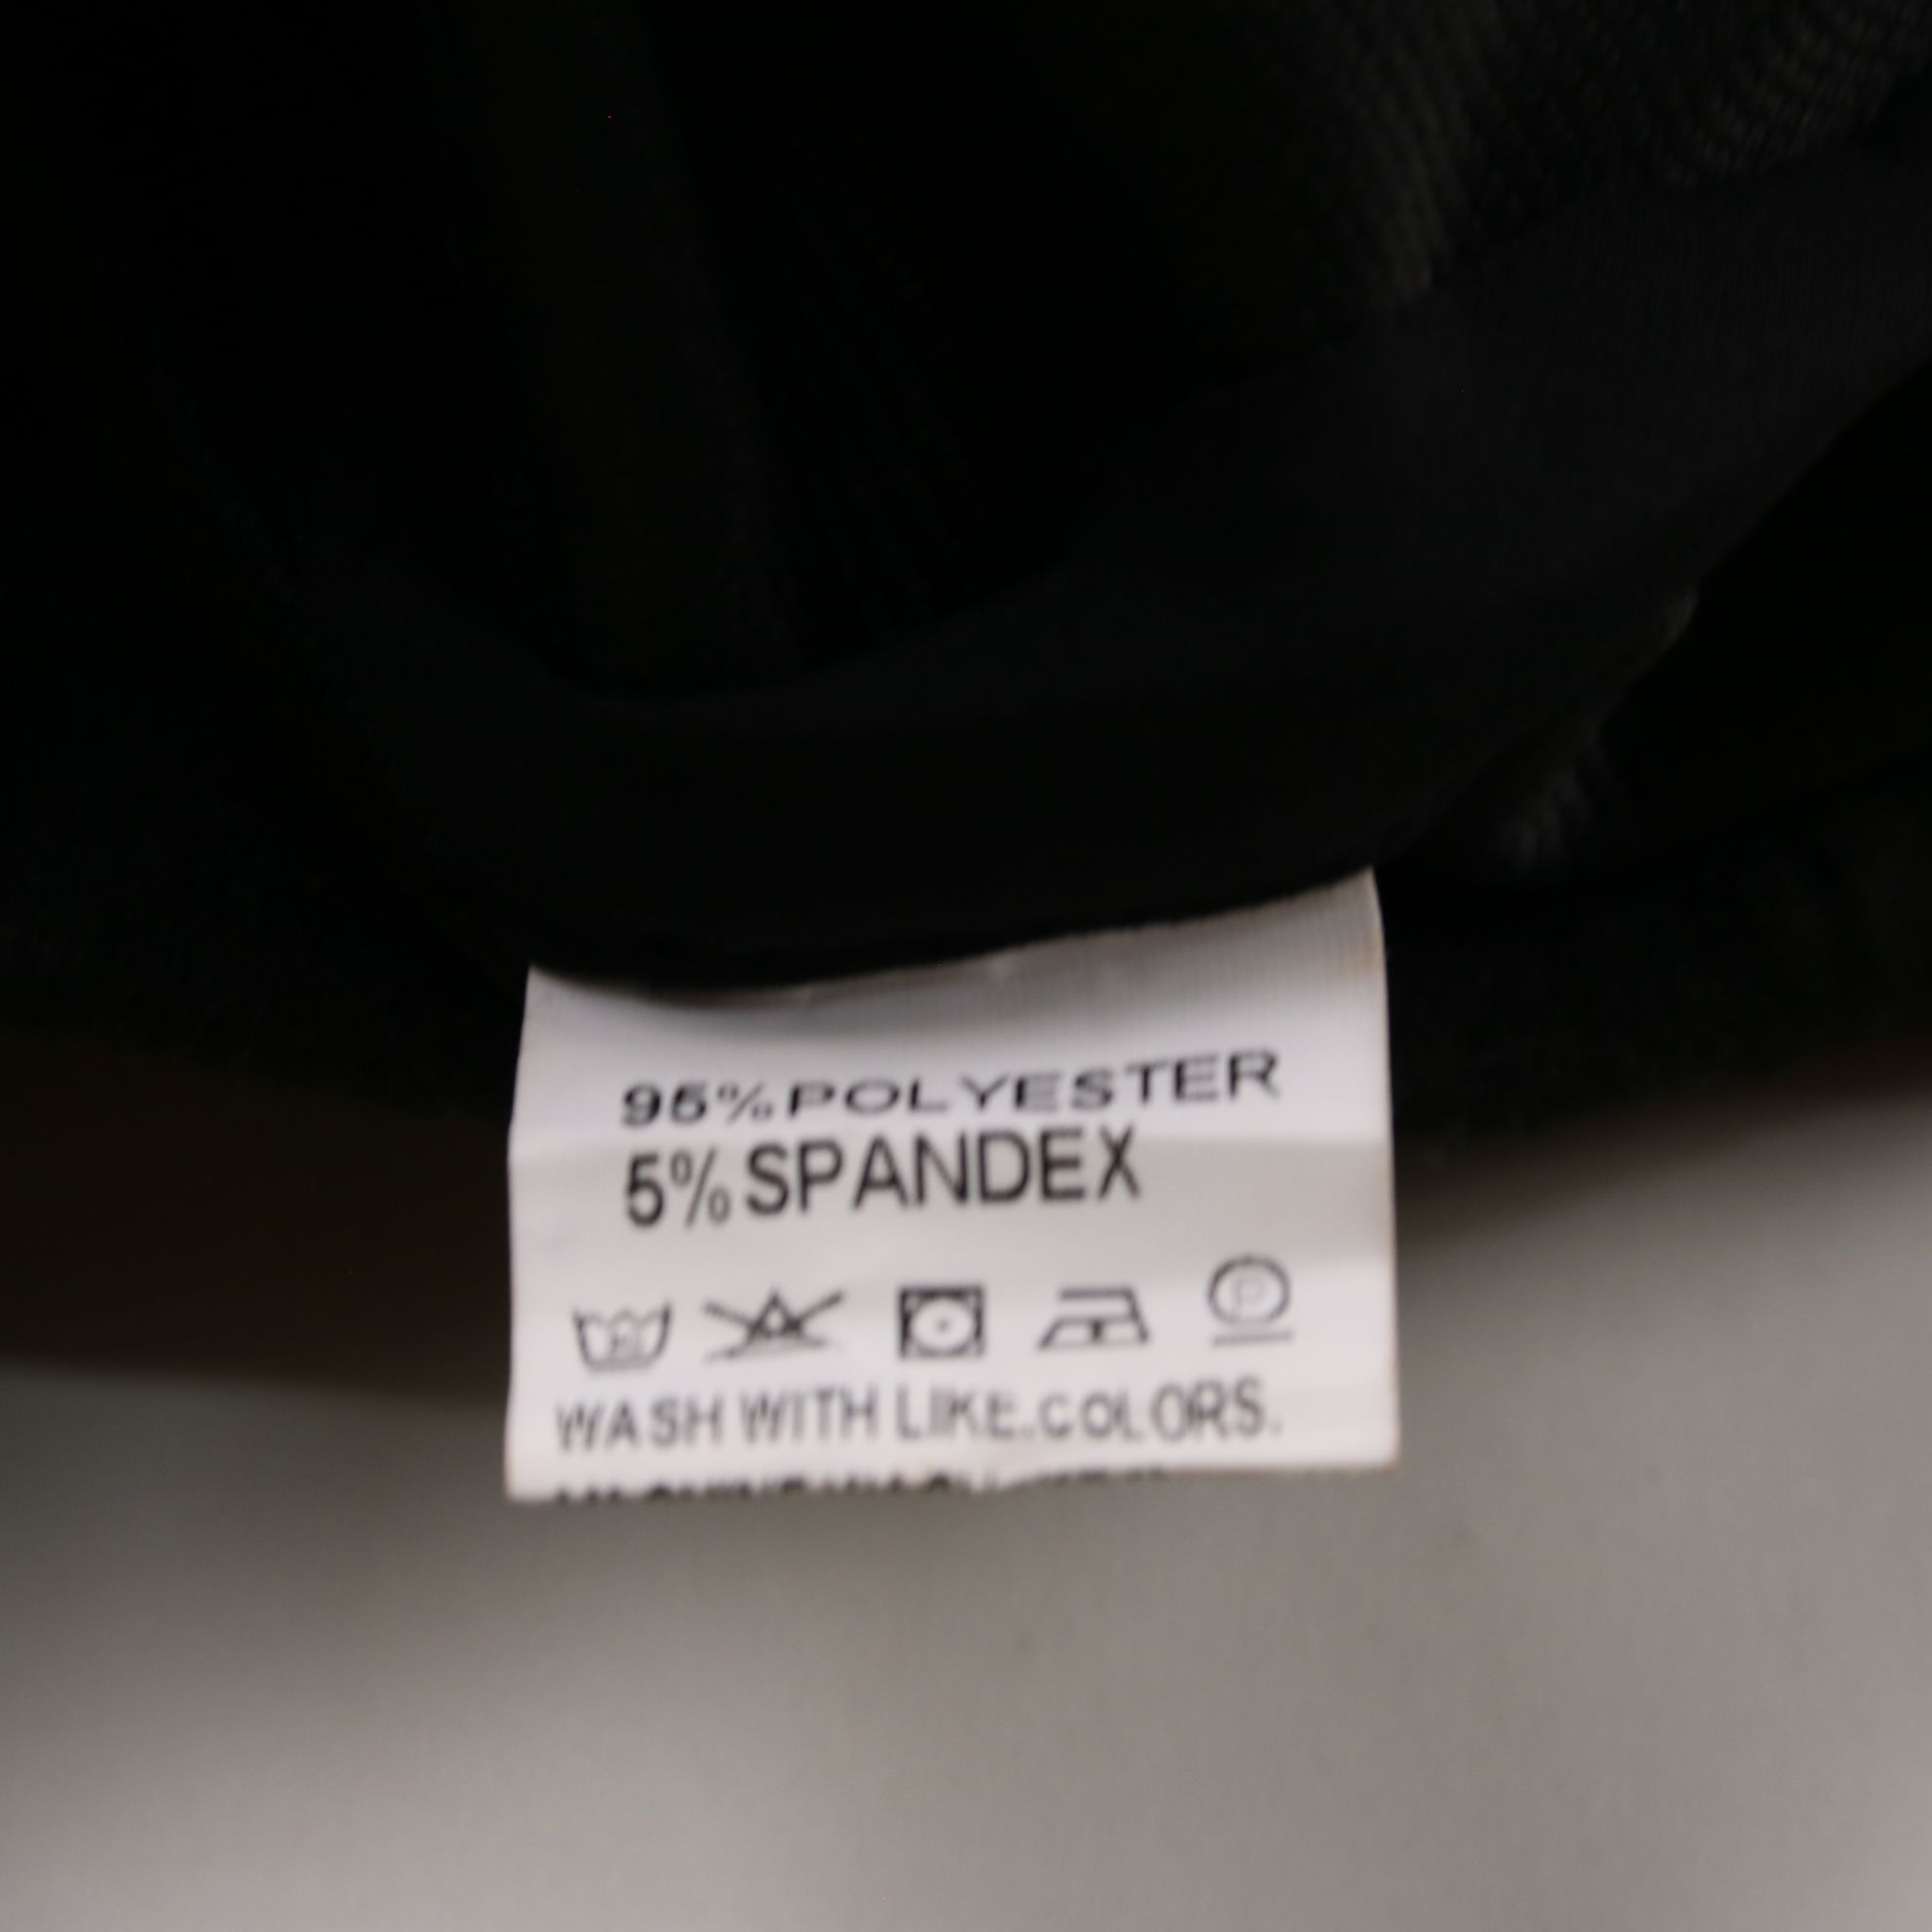 95% POLYESTER
5% SPANDEX
P
WASH WITH LIKE.COLORS.